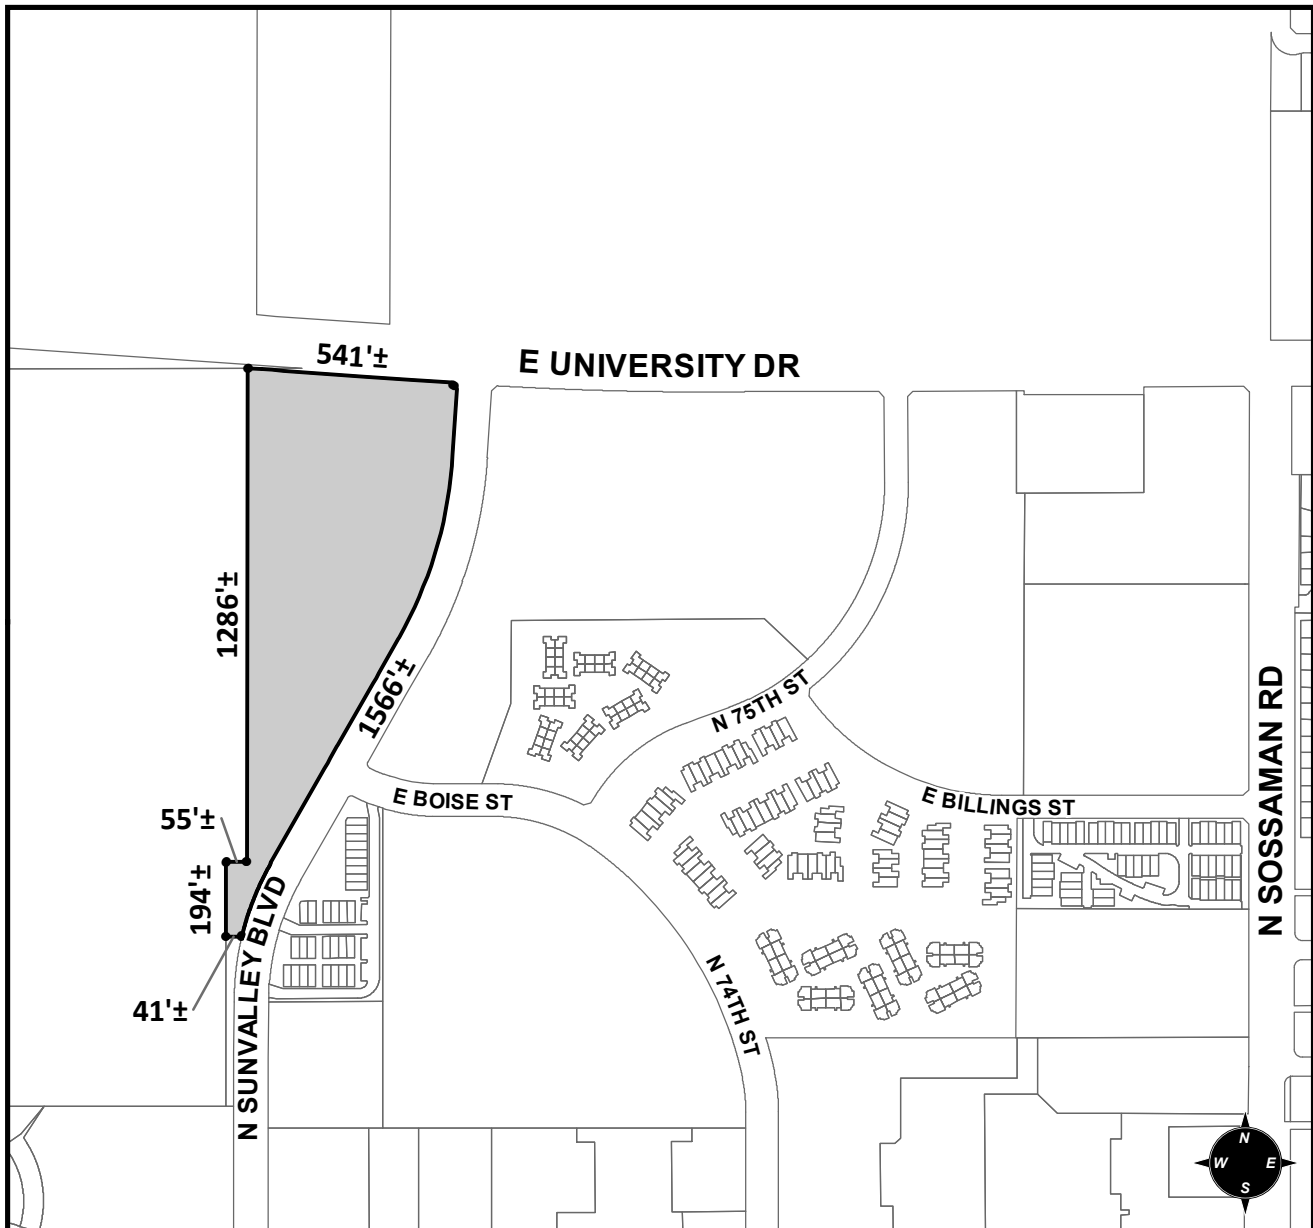 541'±
E UNIVERSITY DR
1286'±
1566'±
N 75TH ST
N SOSSAMAN RD
E BOISE ST
E BILLINGS ST
55'±
194'±
N SUNVALLEY BLVD
41'±
N 74TH ST
N
W E
S